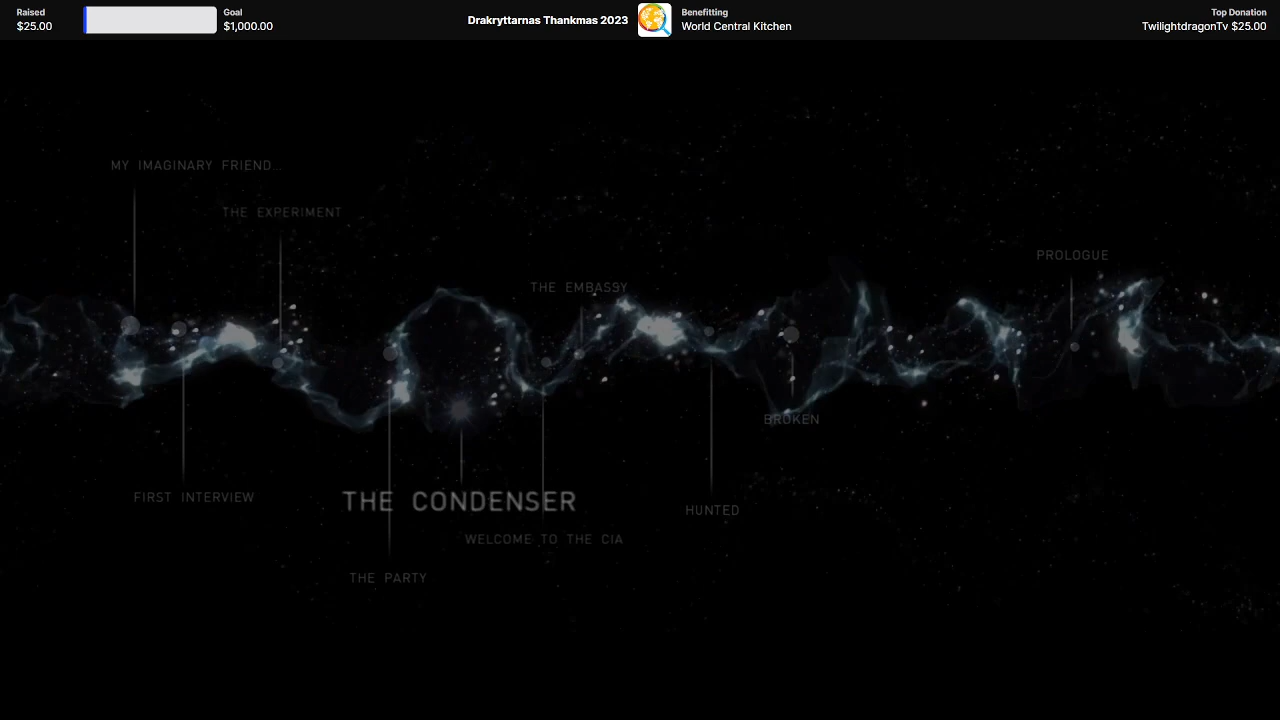 Raised
$25.00
Goal
$1,000.00
Drakryttarnas Thankmas 2023
Benefitting
World Central Kitchen
Top Donation
TwilightdragonTv $25.00
MY IMAGINARY FRIEND...
THE EXPERIMENT
PROLOGUE
THE EMBASSY
BROKEN
FIRST INTERVIEW
THE CONDENSER
HUNTED
WELCOME TO THE CIA
THE PARTY